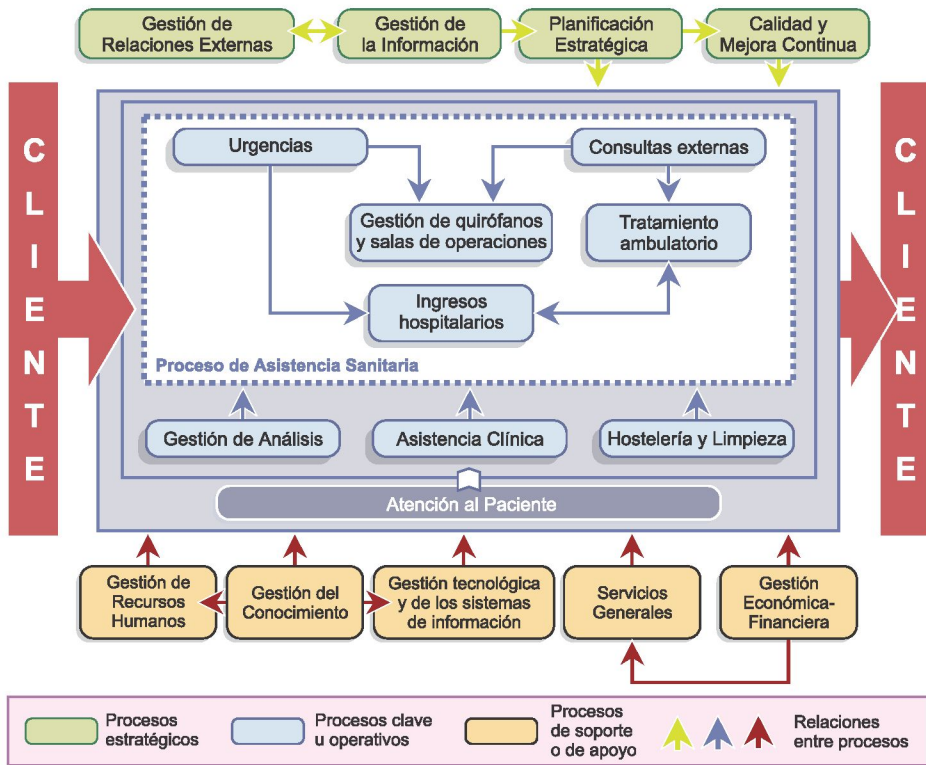 Gestión de
Relaciones Externas
Gestión de
la Información
Planificación
Estratégica
Calidad y
Mejora Continua
CLIENTE
Urgencias
Consultas externas
Gestión de quirófanos
y salas de operaciones
Tratamiento
ambulatorio
Ingresos
hospitalarios
Proceso de Asistencia Sanitaria
Gestión de Análisis
Asistencia Clínica
Hostelería y Limpieza
Atención al Paciente
CLIENTE
Gestión de
Recursos
Humanos
Gestión del
Conocimiento
Gestión tecnológica
y de los sistemas
de información
Servicios
Generales
Gestión
Económica-
Financiera
Procesos
estratégicos
Procesos clave
u operativos
Procesos
de soporte
o de apoyo
Relaciones
entre procesos